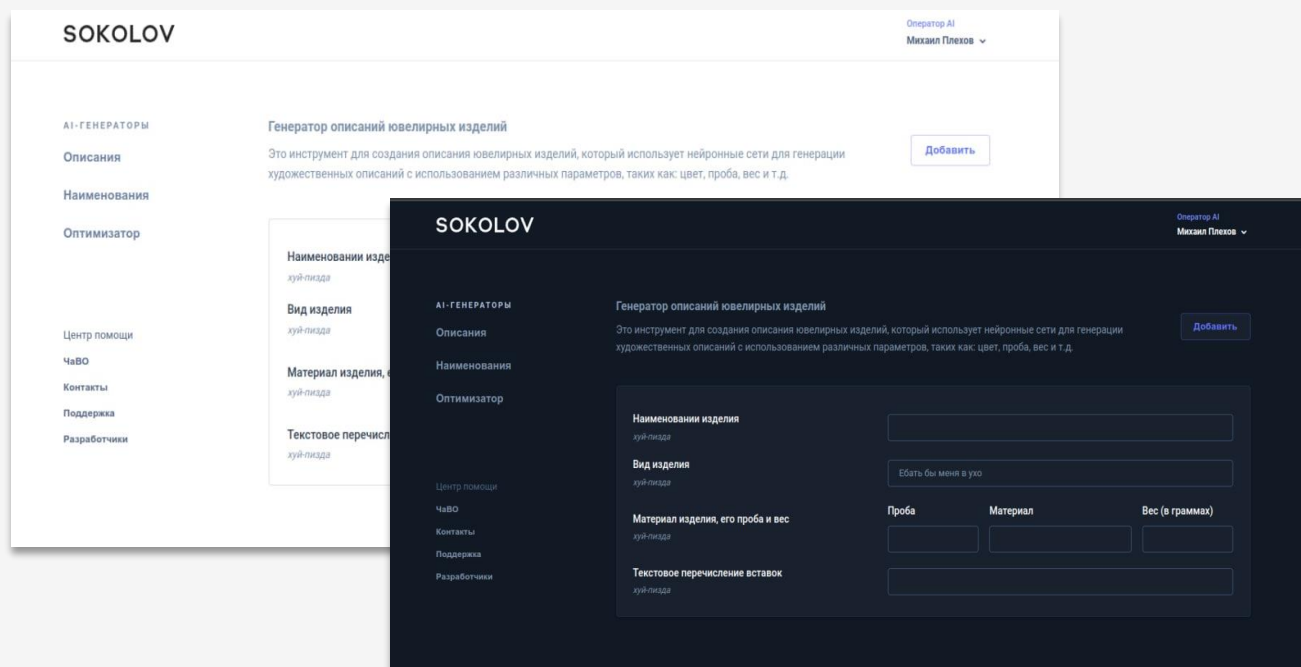 SOKOLOV
Оператор AI
Михаил Плехов
AI-ГЕНЕРАТОРЫ
Описания
Наименования
Оптимизатор
Центр помощи
ЧаВО
Контакты
Поддержка
Разработчики
Генератор описаний ювелирных изделий
Это инструмент для создания описания ювелирных изделий, который использует нейронные сети для генерации
художественных описаний с использованием различных параметров, таких как: цвет, проба, вес и т.д.
Добавить
Наименовании изде
хуй-пизда
Вид изделия
хуй-пизда
Материал изделия,
хуй-пизда
Текстовое перечисл
хуй-пизда
SOKOLOV
Оператор AI
Михаил Плехов
AI-ГЕНЕРАТОРЫ
Описания
Наименования
Оптимизатор
Центр помощи
ЧаВО
Контакты
Поддержка
Разработчики
Генератор описаний ювелирных изделий
Это инструмент для создания описания ювелирных изделий, который использует нейронные сети для генерации
художественных описаний с использованием различных параметров, таких как: цвет, проба, вес и т.д.
Добавить
Наименовании изделия
хуй-пизда
Вид изделия
хуй-пизда
Ебать бы меня в ухо
Материал изделия, его проба и вес
хуй-пизда
Проба
Материал
Вес (в граммах)
Текстовое перечисление вставок
хуй-пизда